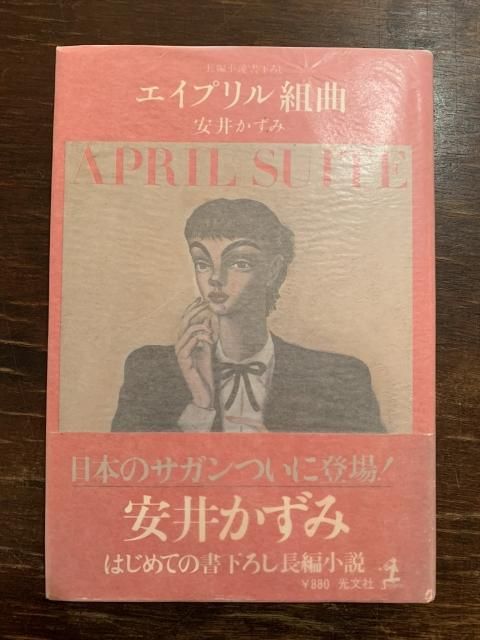 長編小説書下ろし
エイプリル組曲
安井かずみ
APRIL SUITE
日本のサガンついに登場!
安井かずみ
はじめての書下ろし長編小説
¥880 光文社